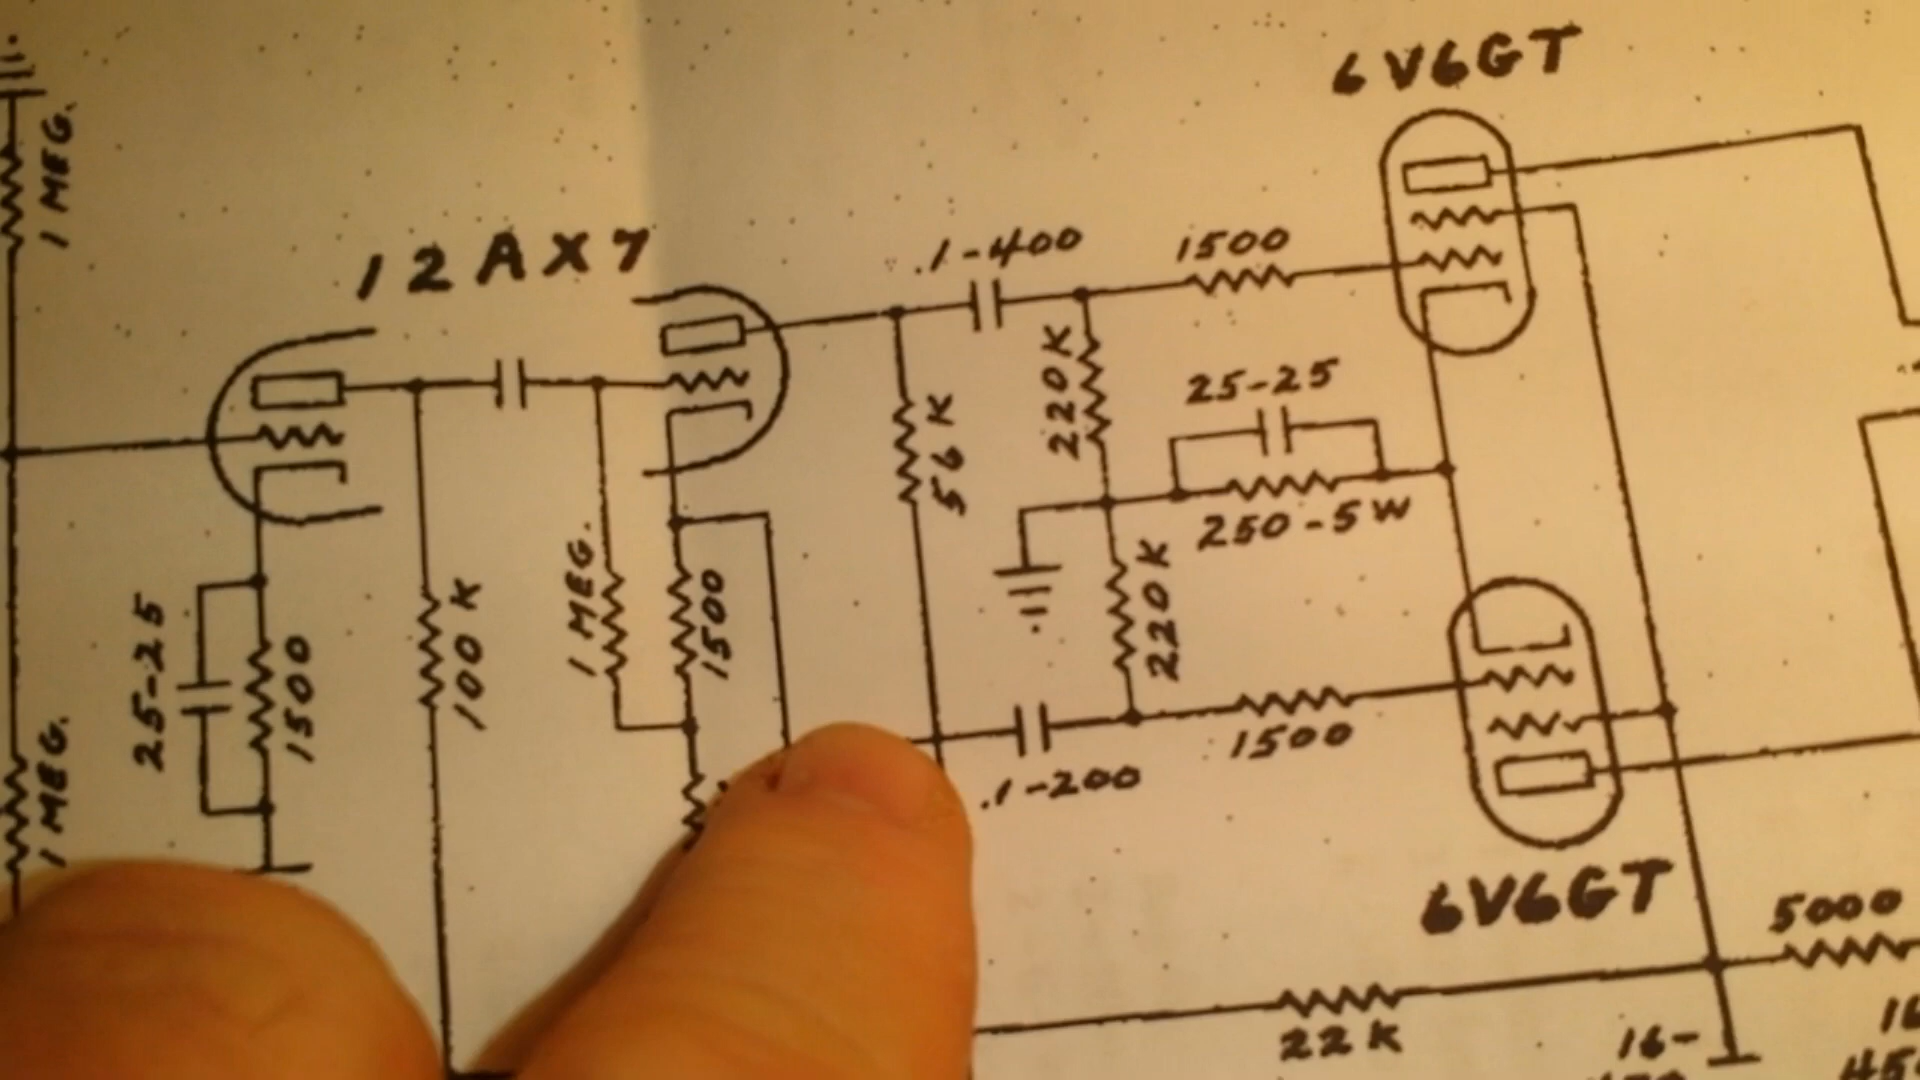 6V6GT
1 MEG.
12AX7
.1-400
1500
220K
25-25
56K
250-5W
1 MEG.
1500
220K
25-25
1500
100K
1 MEG.
1500
.1-200
6V6GT
5000
22K
16-
16